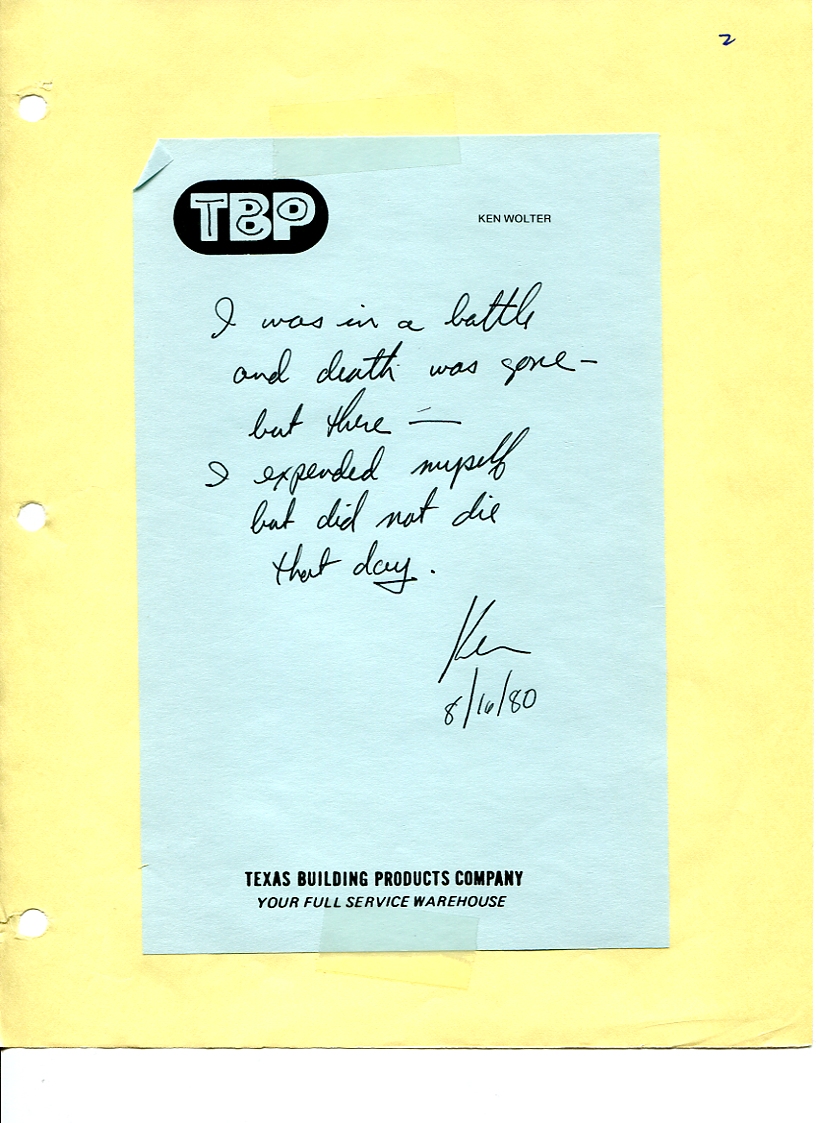 2
TBP
KEN WOLTER
I was in a battle
and death was gone –
but there —
I expended myself
but did not die
that day.
Ken
8/16/80
TEXAS BUILDING PRODUCTS COMPANY
YOUR FULL SERVICE WAREHOUSE